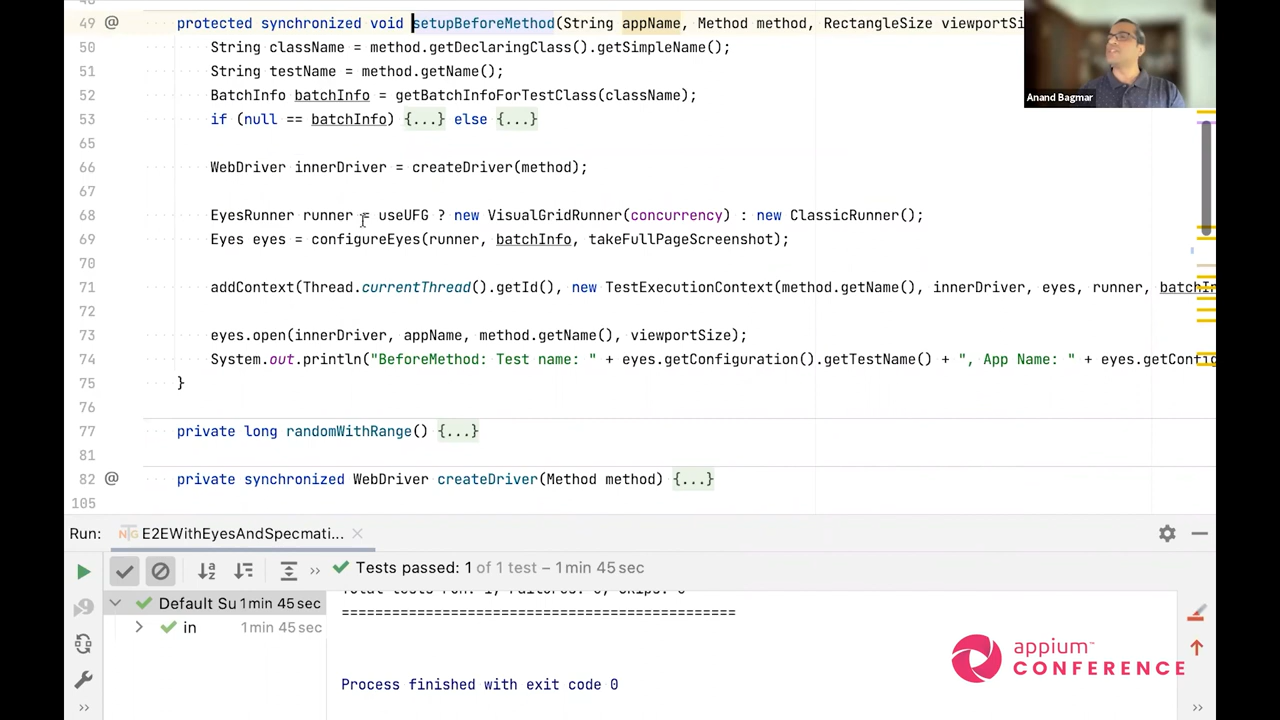 49 @ protected synchronized void setupBeforeMethod(String appName, Method method, RectangleSize viewportSi
50 String className = method.getDeclaringClass().getSimpleName();
51 String testName = method.getName();
52 BatchInfo batchInfo = getBatchInfoForTestClass(className);
53 if (null == batchInfo) {...} else {...}
65
66 WebDriver innerDriver = createDriver(method);
67
68 EyesRunner runner = useUFG ? new VisualGridRunner(concurrency) : new ClassicRunner();
69 Eyes eyes = configureEyes(runner, batchInfo, takeFullPageScreenshot);
70
71 addContext(Thread.currentThread().getId(), new TestExecutionContext(method.getName(), innerDriver, eyes, runner, batchIn
72
73 eyes.open(innerDriver, appName, method.getName(), viewportSize);
74 System.out.println("BeforeMethod: Test name: " + eyes.getConfiguration().getTestName() + ", App Name: " + eyes.getConfig
75 }
76
77 private long randomWithRange() {...}
81
82 @ private synchronized WebDriver createDriver(Method method) {...}
105
Anand Bagmar
Run: E2EWithEyesAndSpecmati...
Tests passed: 1 of 1 test – 1 min 45 sec
Default Su 1 min 45 sec
in 1 min 45 sec
===============================================
Process finished with exit code 0
appium™
CONFERENCE